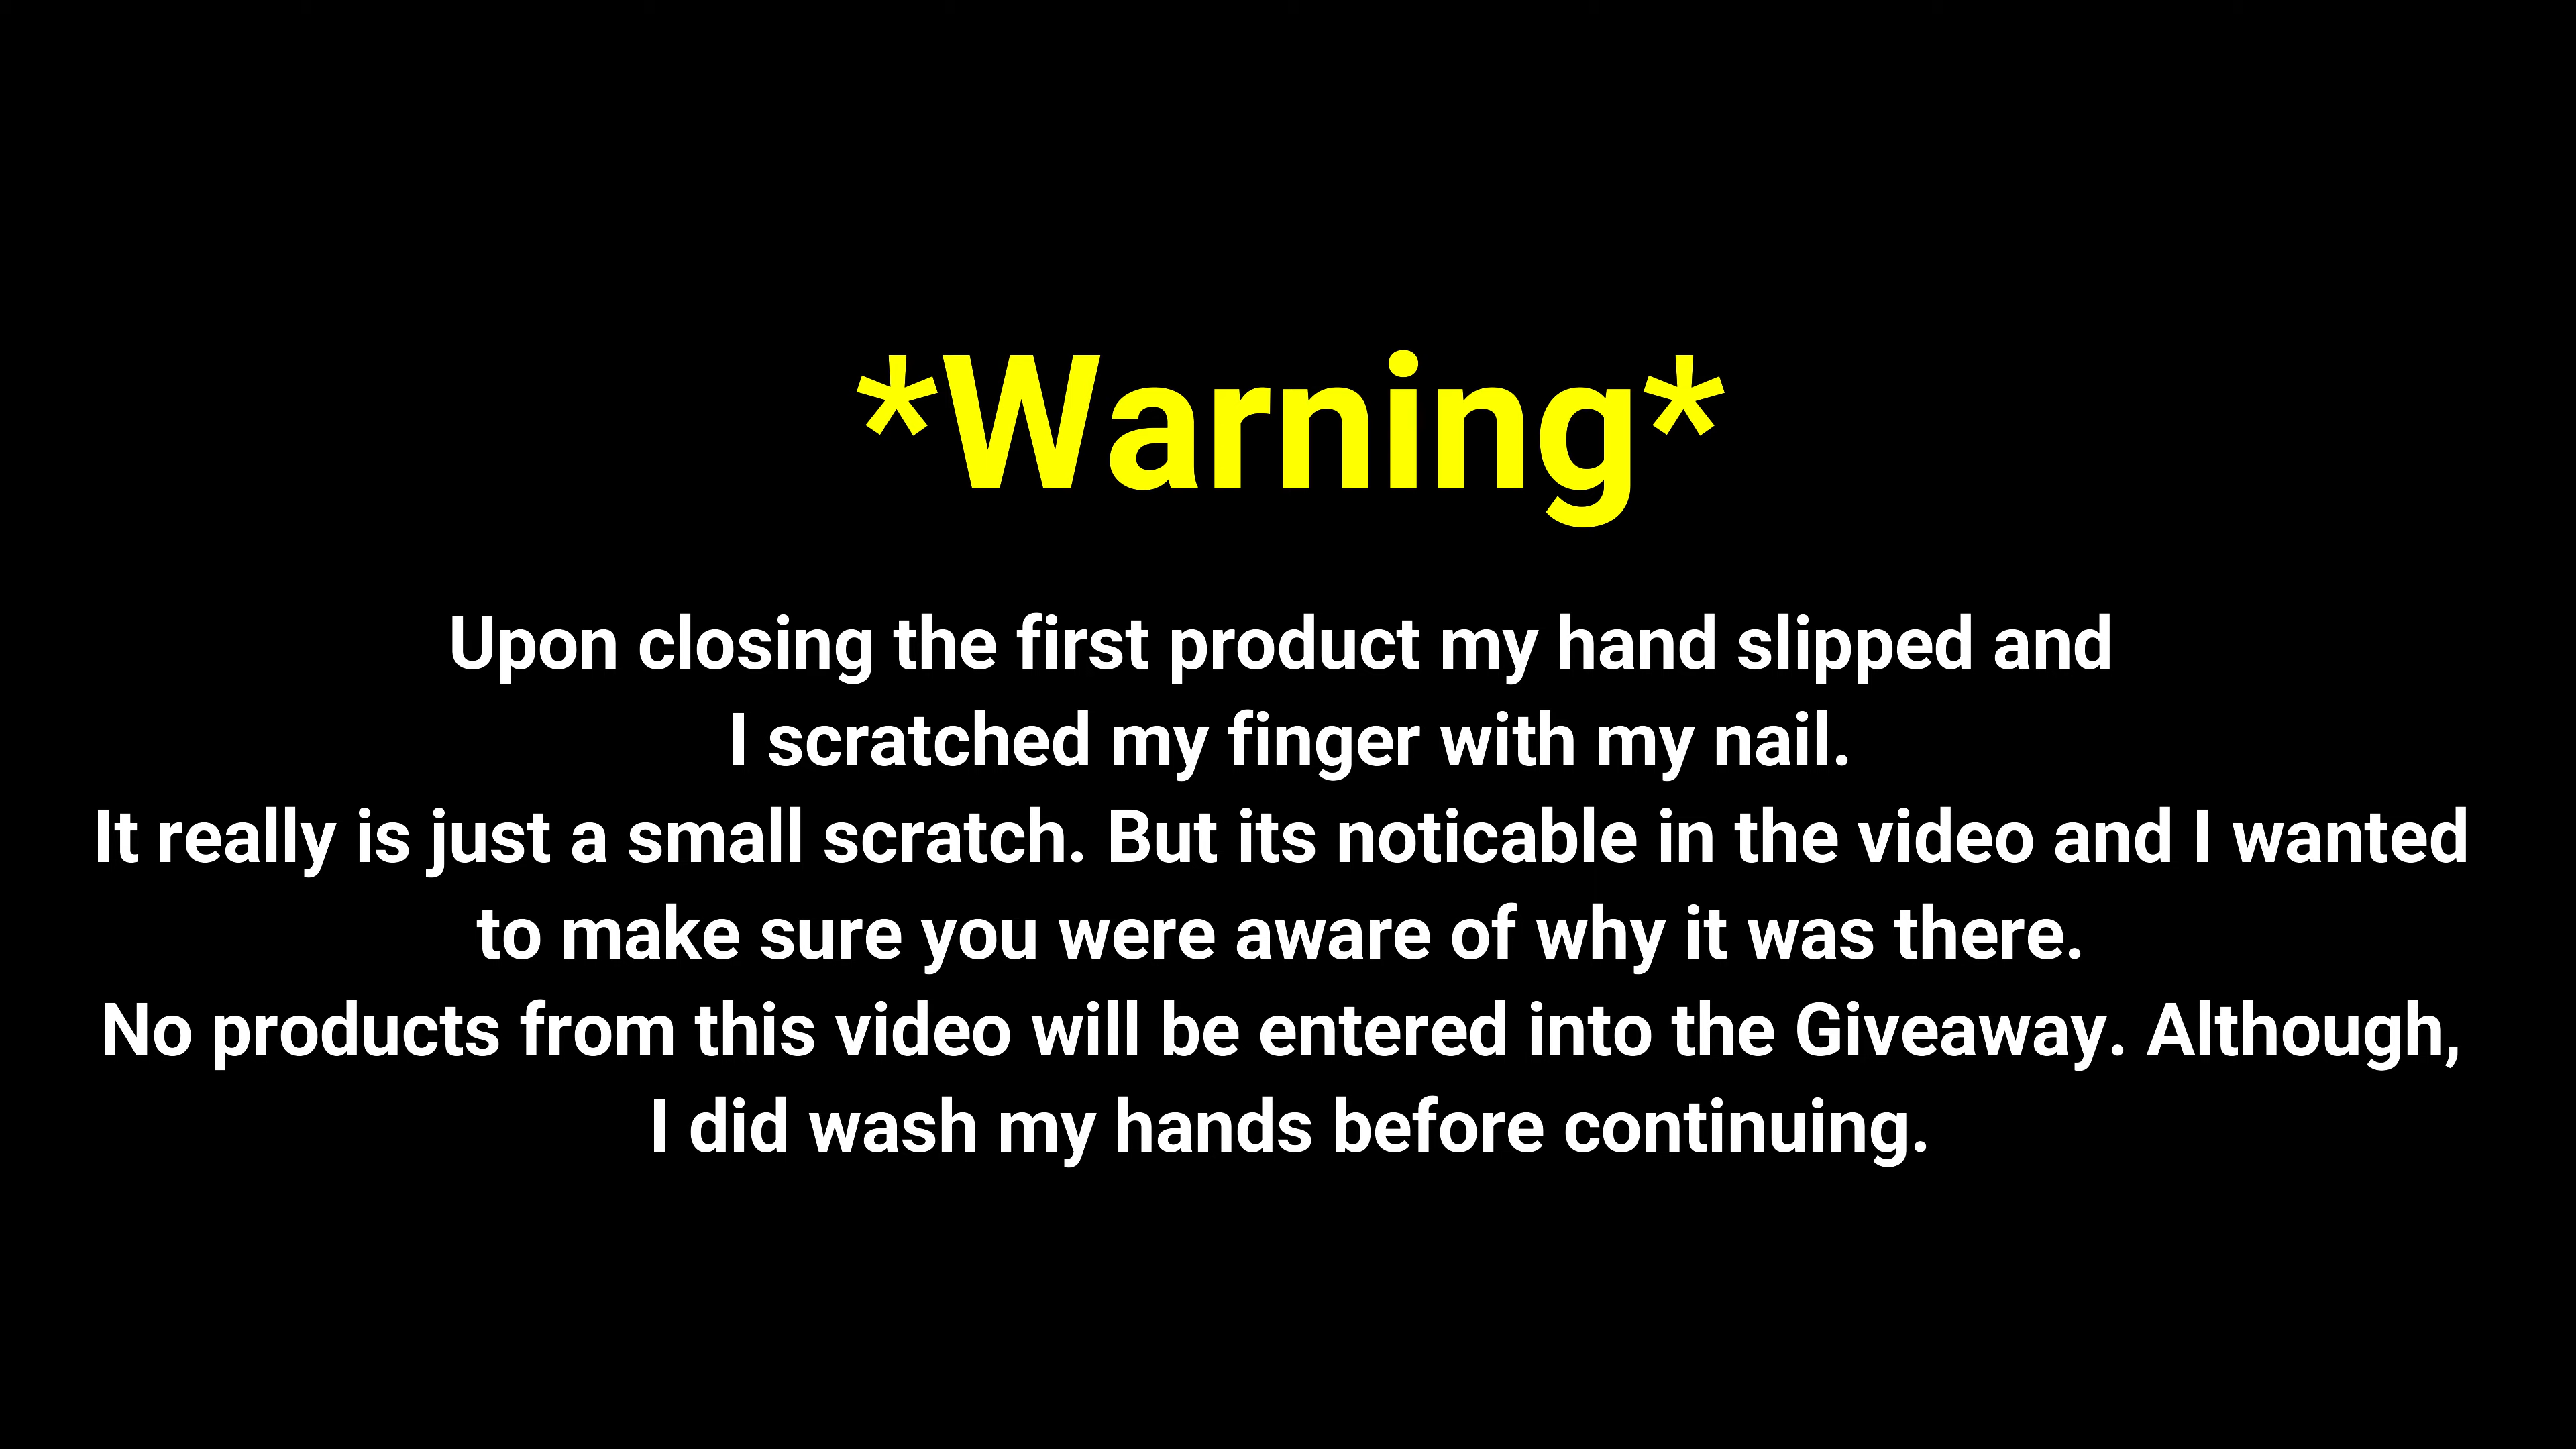 *Warning*
Upon closing the first product my hand slipped and
I scratched my finger with my nail.
It really is just a small scratch. But its noticable in the video and I wanted
to make sure you were aware of why it was there.
No products from this video will be entered into the Giveaway. Although,
I did wash my hands before continuing.